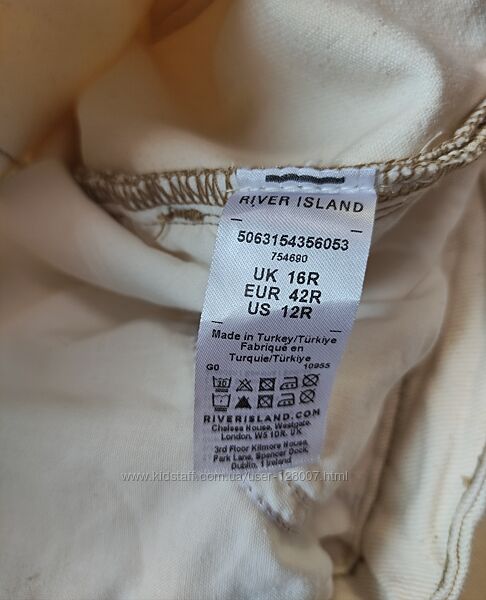 RIVER ISLAND
5063154356053
754690
UK 16R
EUR 42R
US 12R
Made in Turkey/Türkiye
Fabriqué en
Turquie/Türkiye
G0 10955
30
RIVERISLAND.COM
Chelsea House, Westgate,
London, W5 1DR. UK
3rd Floor Kilmore House,
Park Lane, Spencer Dock,
Dublin, 1 Ireland
www.kidstaff.com.ua/user-128007.html